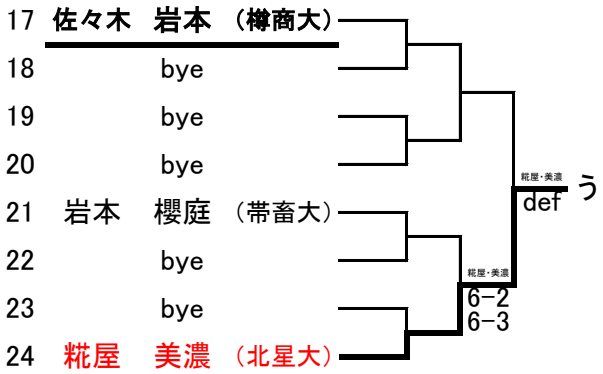 17 佐々木 岩本 （樽商大）
18 bye
19 bye
20 bye
糀屋・美濃
def う
21 岩本 櫻庭 （帯畜大）
22 bye
糀屋・美濃
6-2
6-3
23 bye
24 糀屋 美濃 （北星大）